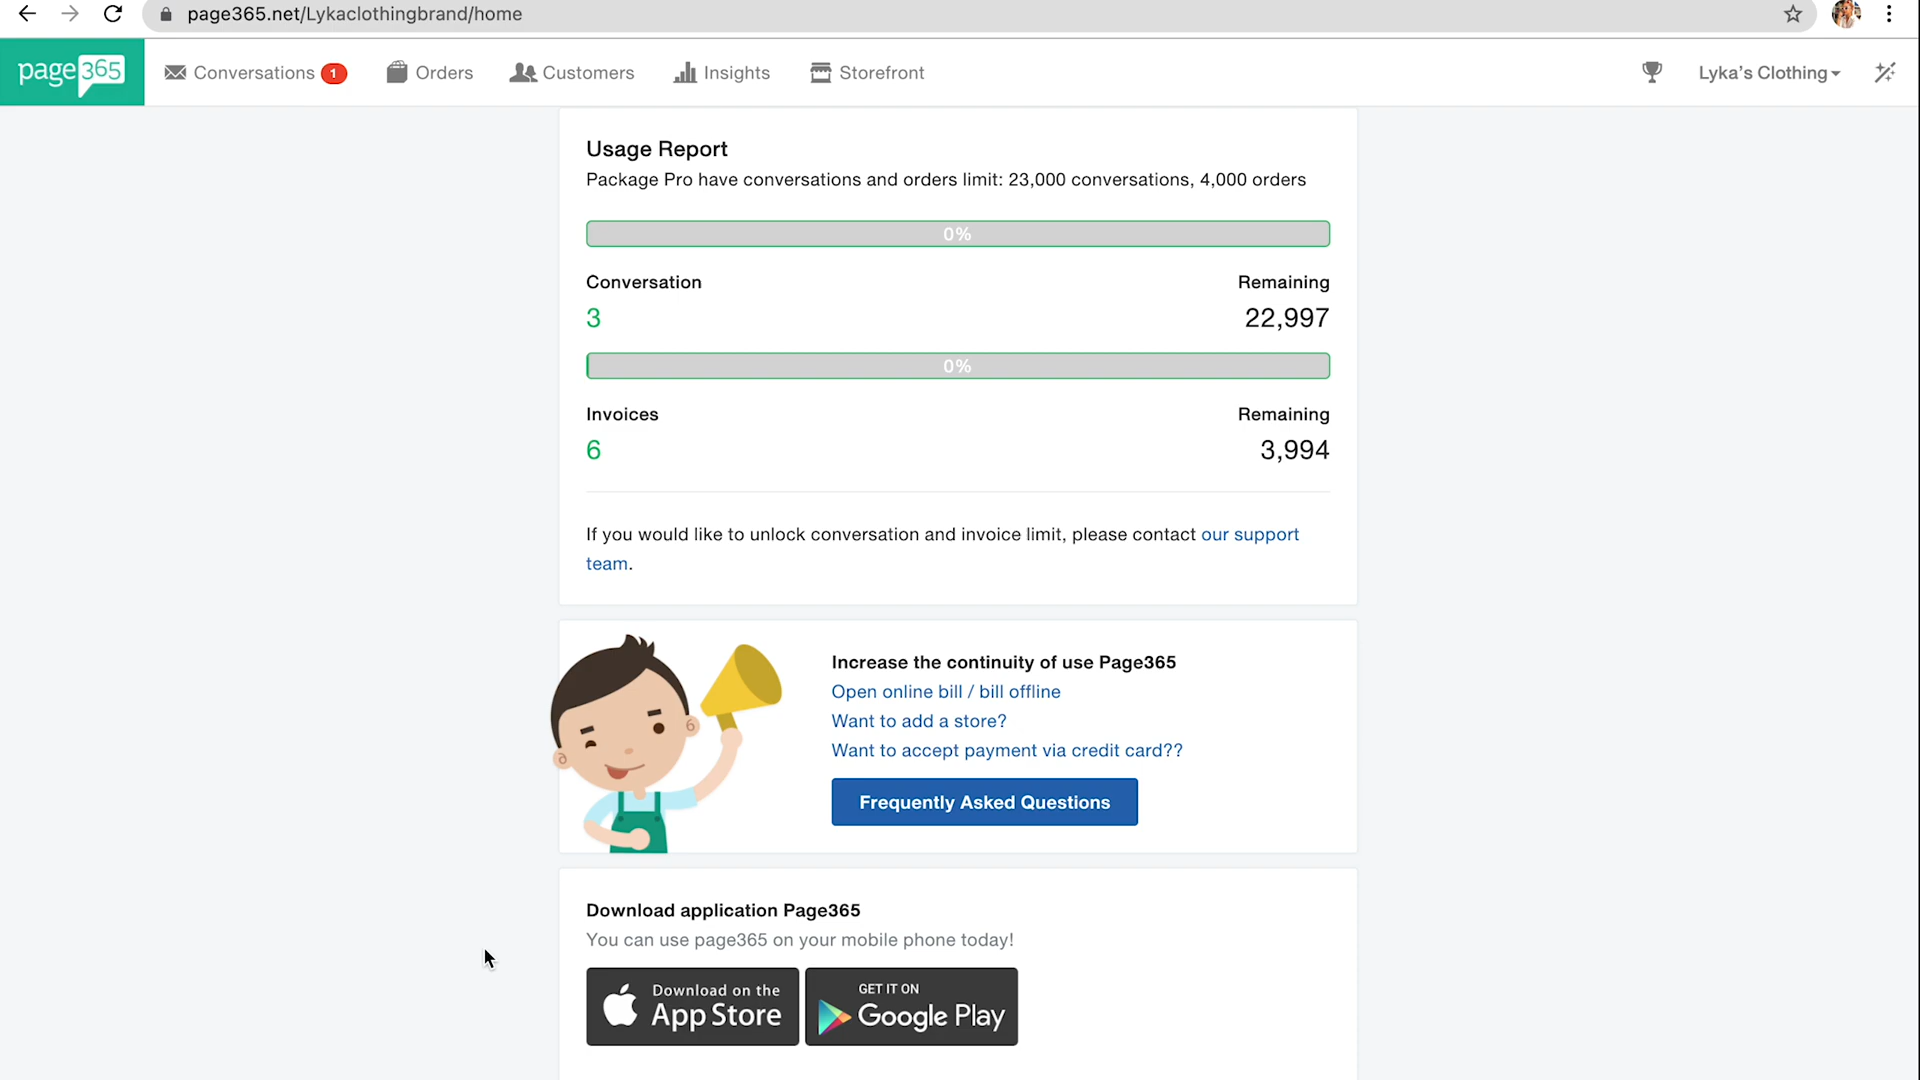 page365.net/Lykaclothingbrand/home
page365
Conversations 1
Orders
Customers
Insights
Storefront
Lyka's Clothing
Usage Report
Package Pro have conversations and orders limit: 23,000 conversations, 4,000 orders
0%
Conversation Remaining
3 22,997
0%
Invoices Remaining
6 3,994
If you would like to unlock conversation and invoice limit, please contact our support
team.
Increase the continuity of use Page365
Open online bill / bill offline
Want to add a store?
Want to accept payment via credit card??
Frequently Asked Questions
Download application Page365
You can use page365 on your mobile phone today!
Download on the
App Store
GET IT ON
Google Play